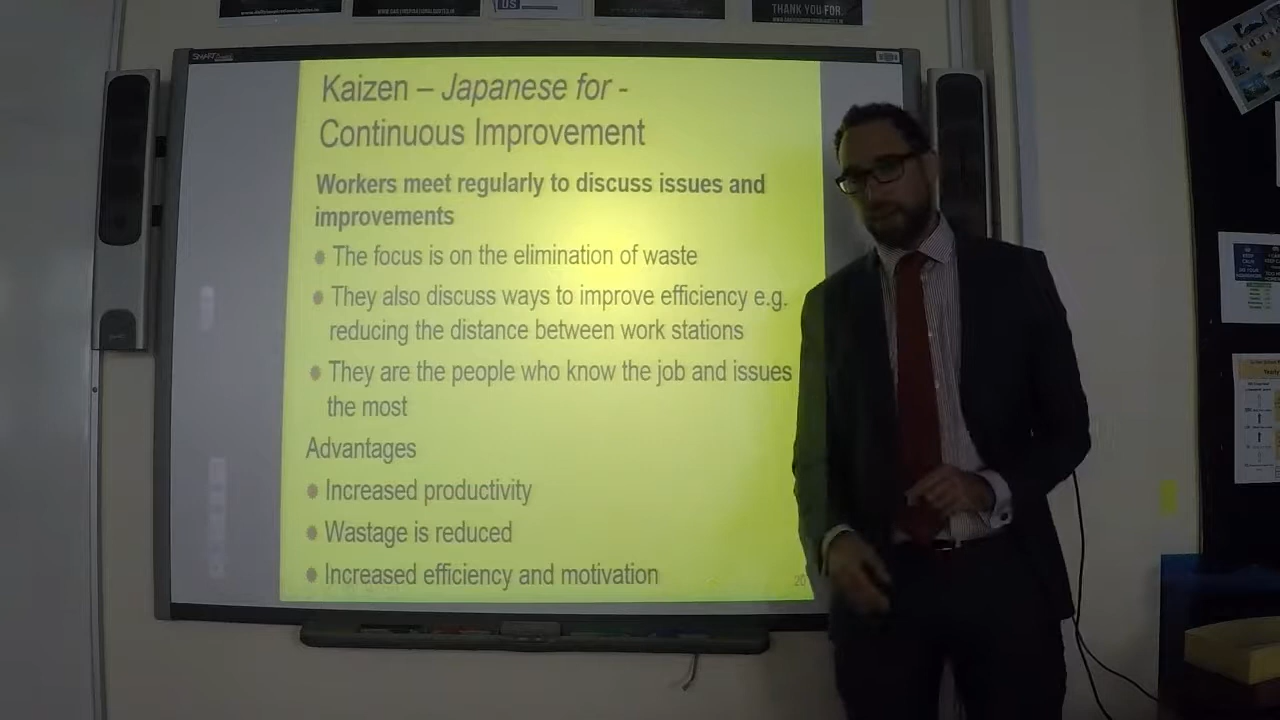 THANK YOU FOR.
SMART
Kaizen – Japanese for -
Continuous Improvement
Workers meet regularly to discuss issues and
improvements
The focus is on the elimination of waste
They also discuss ways to improve efficiency e.g.
reducing the distance between work stations
They are the people who know the job and issues
the most
Advantages
Increased productivity
Wastage is reduced
Increased efficiency and motivation
20